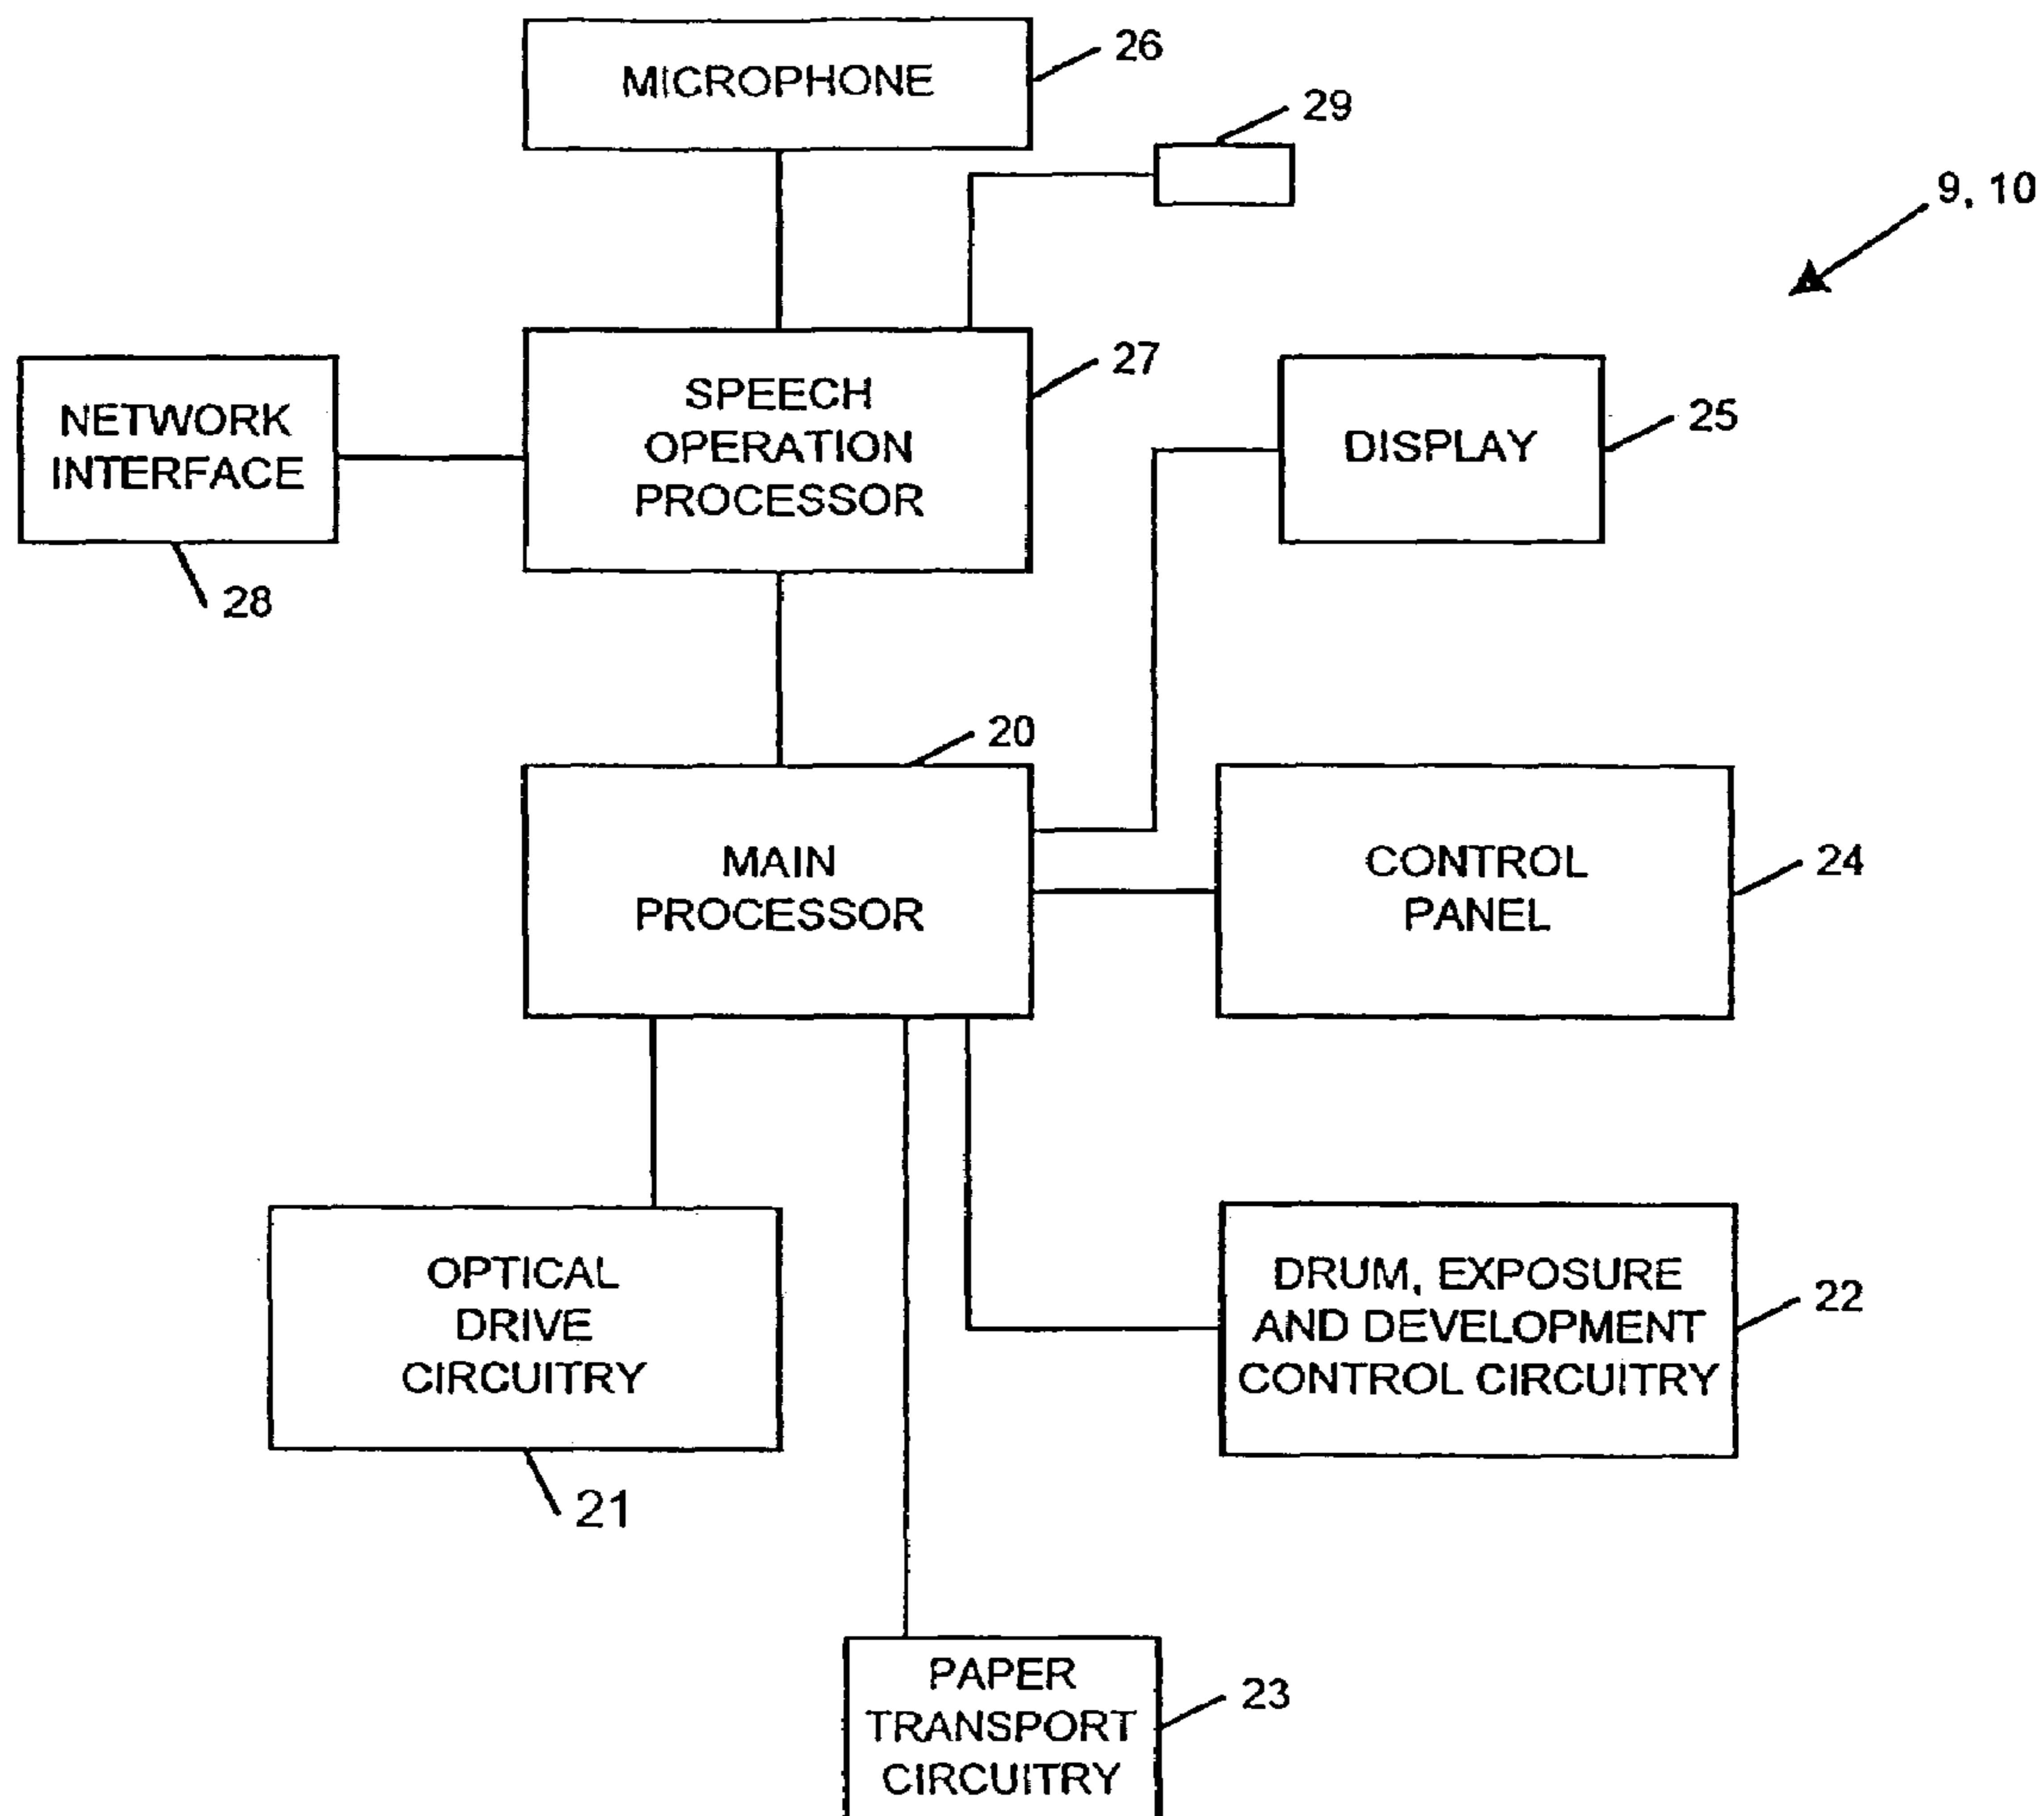 MICROPHONE
26
29
9, 10
NETWORK
INTERFACE
28
SPEECH
OPERATION
PROCESSOR
27
DISPLAY
25
20
MAIN
PROCESSOR
CONTROL
PANEL
24
OPTICAL
DRIVE
CIRCUITRY
21
DRUM, EXPOSURE
AND DEVELOPMENT
CONTROL CIRCUITRY
22
PAPER
TRANSPORT
CIRCUITRY
23